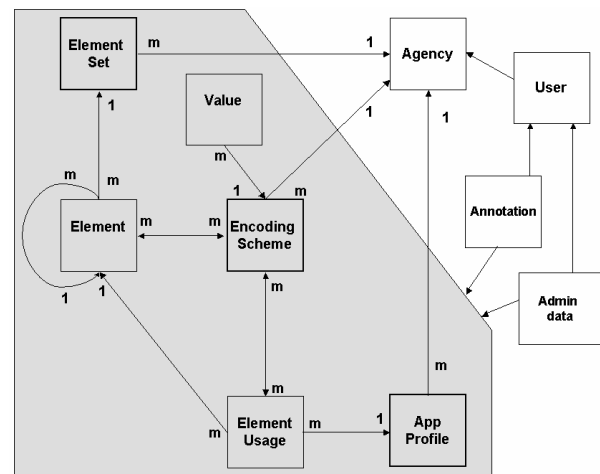 Element
Set
m
1
Agency
User
Value
1
1
1
m
m
m
1
m
Element
m
m
Encoding
Scheme
Annotation
1
1
m
Admin
data
m
m
m
Element
Usage
m
1
App
Profile